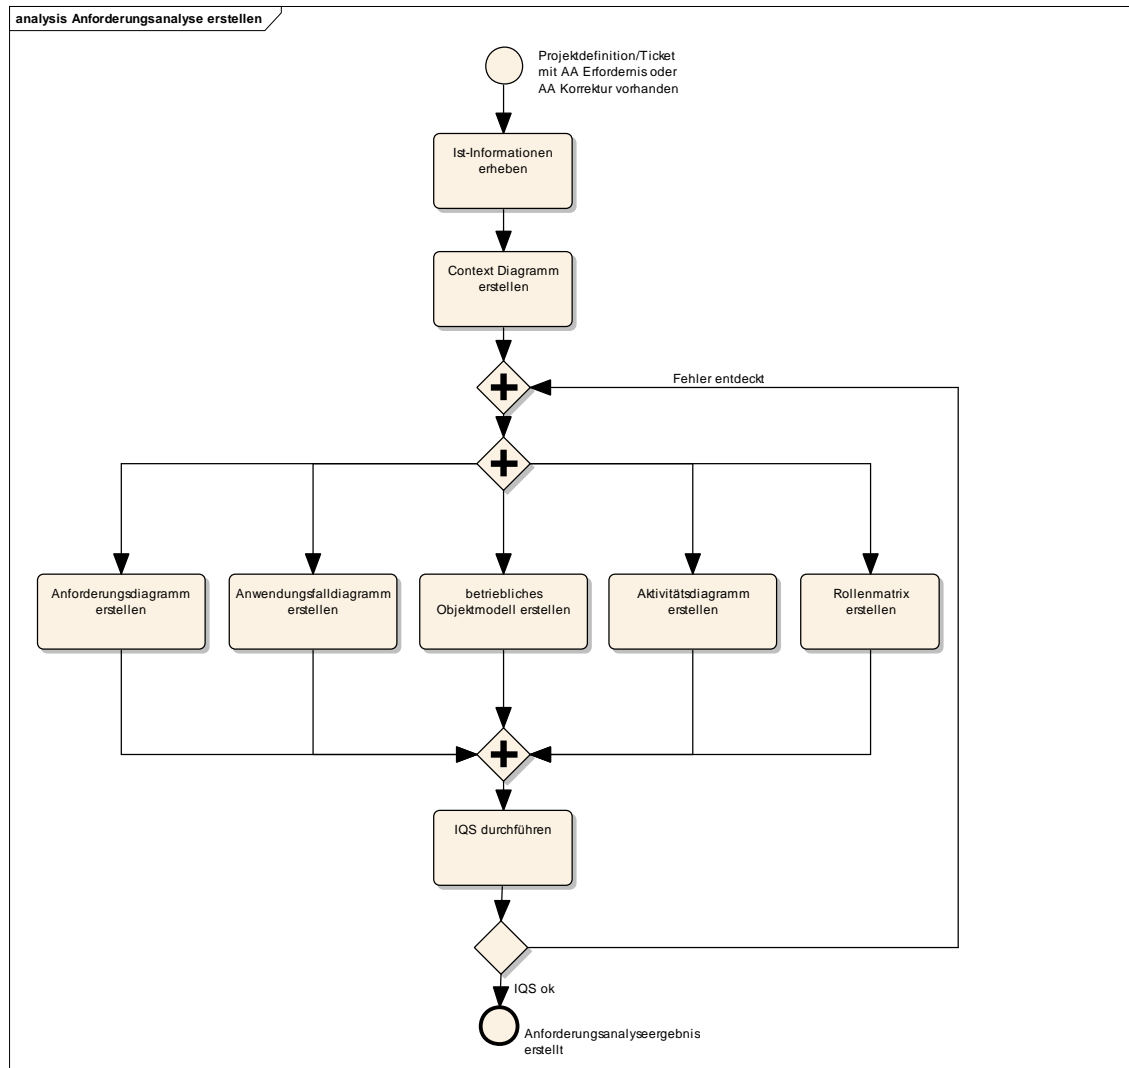 analysis Anforderungsanalyse erstellen
Projektdefinition/Ticket
mit AA Erfordernis oder
AA Korrektur vorhanden
Ist-Informationen
erheben
Context Diagramm
erstellen
Fehler entdeckt
Anforderungsdiagramm
erstellen
Anwendungsfalldiagramm
erstellen
betriebliches
Objektmodell erstellen
Aktivitätsdiagramm
erstellen
Rollenmatrix
erstellen
IQS durchführen
IQS ok
Anforderungsanalyseergebnis
erstellt